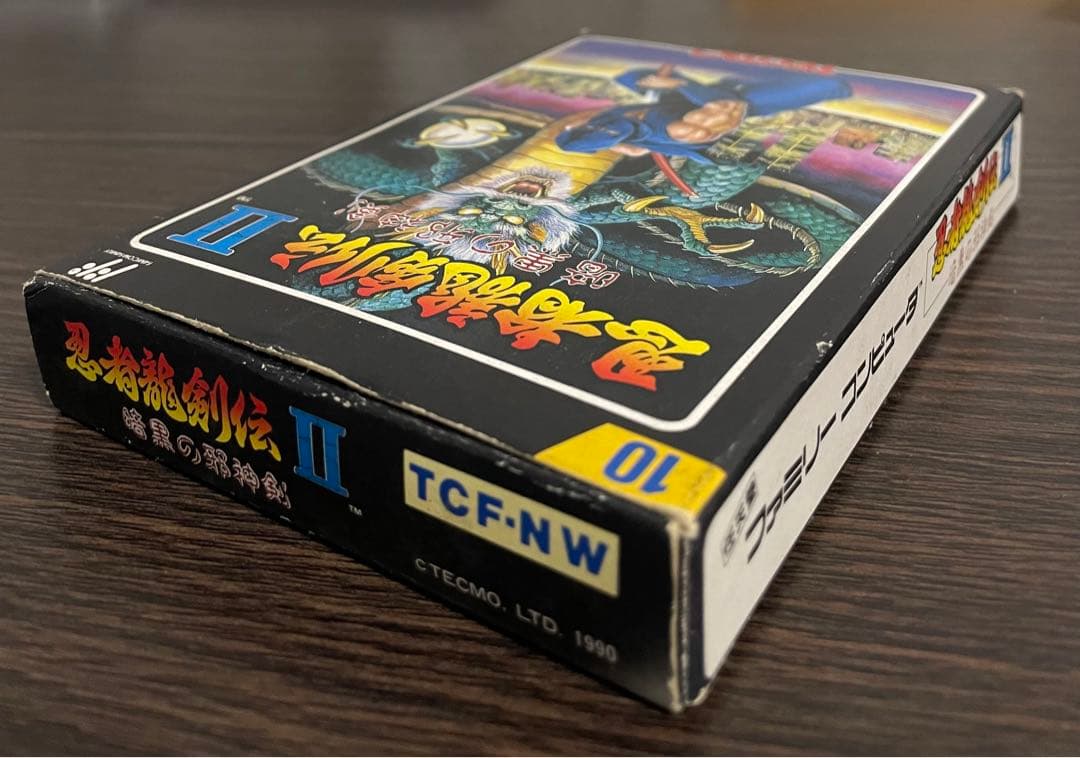 忍者龍剣伝
II
TM
暗黒の邪神剣
TCF-NW
© TECMO, LTD. 1990
10
忍者龍剣伝
II
暗黒の邪神剣
ファミリー コンピュータ
忍者龍剣伝
II